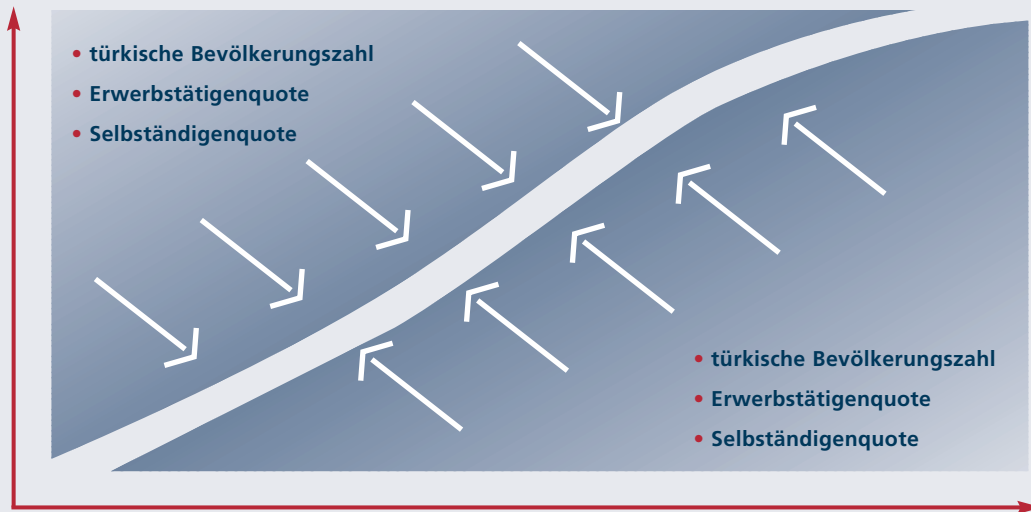 • türkische Bevölkerungszahl
• Erwerbstätigenquote
• Selbständigenquote
• türkische Bevölkerungszahl
• Erwerbstätigenquote
• Selbständigenquote